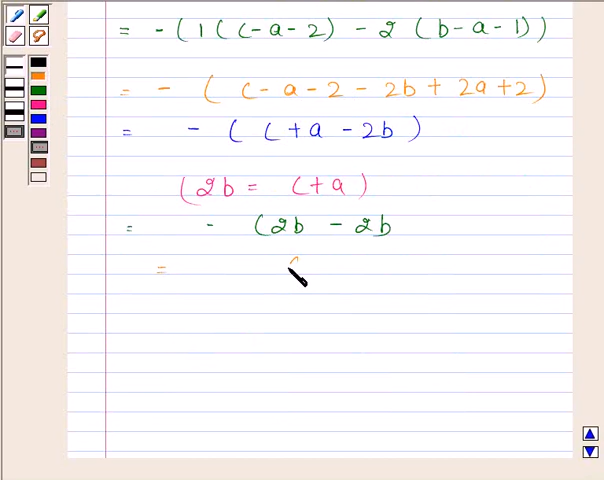 = - (1 (c-a-2) - 2 (b-a-1))
= - (c-a-2-2b+2a+2)
= - (c+a-2b)
(2b = c+a)
= - (2b - 2b
=